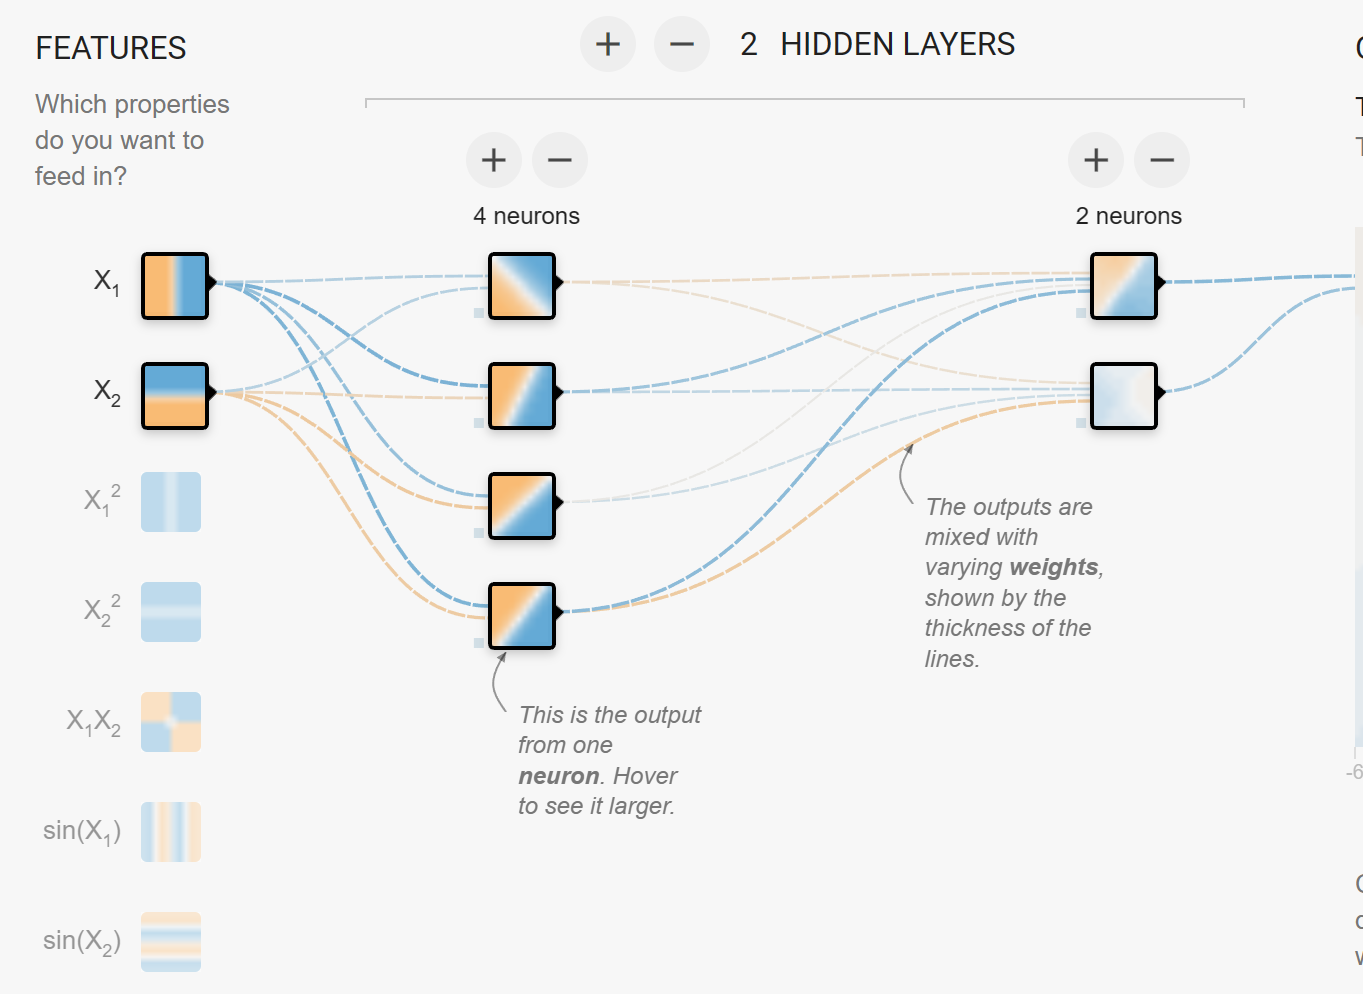 FEATURES
Which properties
do you want to
feed in?
+ − 2 HIDDEN LAYERS
+ −
4 neurons
+ −
2 neurons
X₁
X₂
X₁²
X₂²
X₁X₂
sin(X₁)
sin(X₂)
This is the output
from one
neuron. Hover
to see it larger.
The outputs are
mixed with
varying weights,
shown by the
thickness of the
lines.
-6